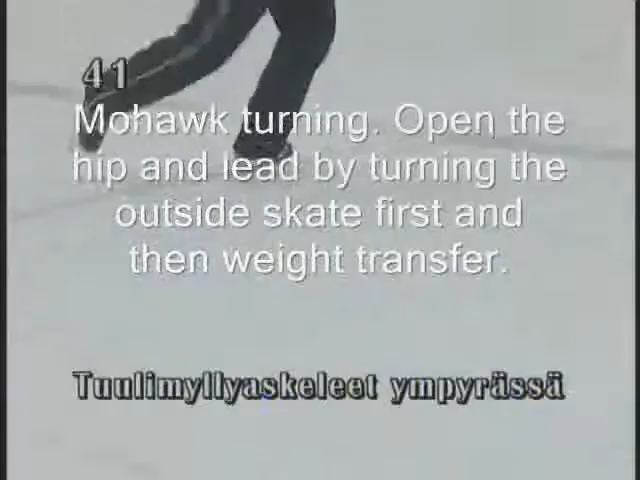 41
Mohawk turning. Open the
hip and lead by turning the
outside skate first and
then weight transfer.
Tuulimyllyaskeleet ympyrässä